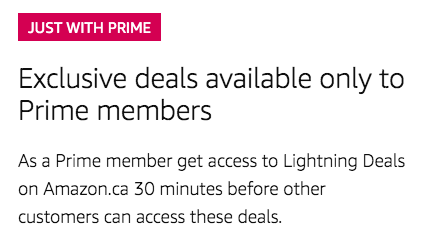 JUST WITH PRIME
Exclusive deals available only to
Prime members
As a Prime member get access to Lightning Deals
on Amazon.ca 30 minutes before other
customers can access these deals.